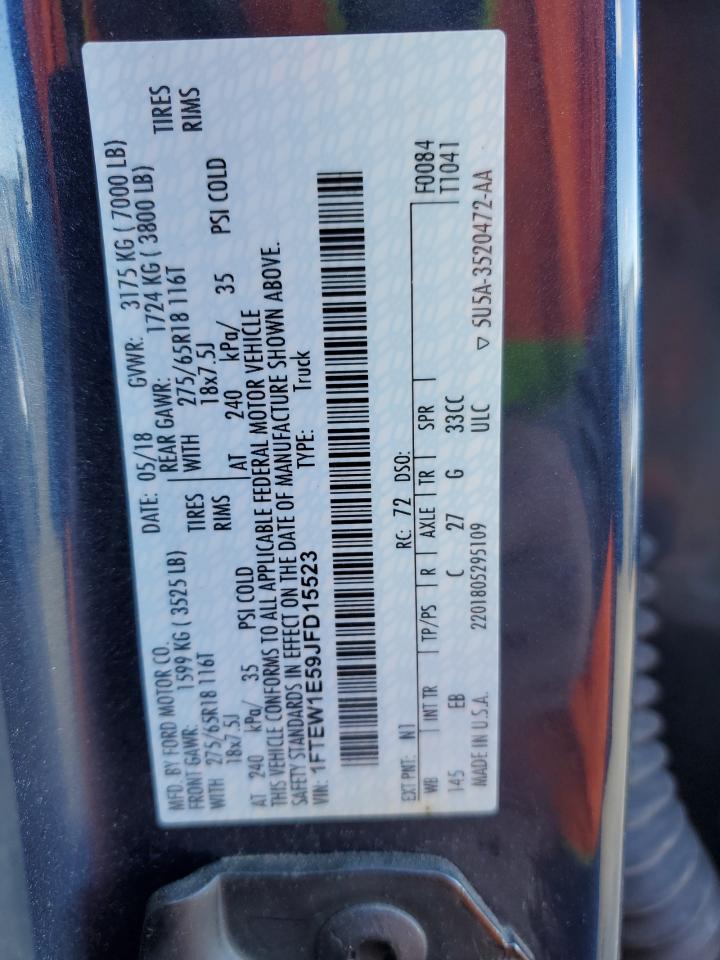 MFD. BY FORD MOTOR CO. DATE: 05/18 GVWR: 3175 KG ( 7000 LB)
FRONT GAWR: 1599 KG ( 3525 LB) REAR GAWR: 1724 KG ( 3800 LB)
WITH 275/65R18 116T TIRES WITH 275/65R18 116T TIRES
18x7.5J RIMS 18x7.5J RIMS
AT 240 kPa/ 35 PSI COLD AT 240 kPa/ 35 PSI COLD
THIS VEHICLE CONFORMS TO ALL APPLICABLE FEDERAL MOTOR VEHICLE
SAFETY STANDARDS IN EFFECT ON THE DATE OF MANUFACTURE SHOWN ABOVE.
VIN: 1FTEW1E59JFD15523 TYPE: Truck
EXT PNT: N1 RC: 72 DSO:
WB INT TR TP/PS R AXLE TR SPR F0084
145 EB C 27 G 33CC T1041
MADE IN U.S.A. 2201805295109 ULC ▽ 5U5A-3520472-AA